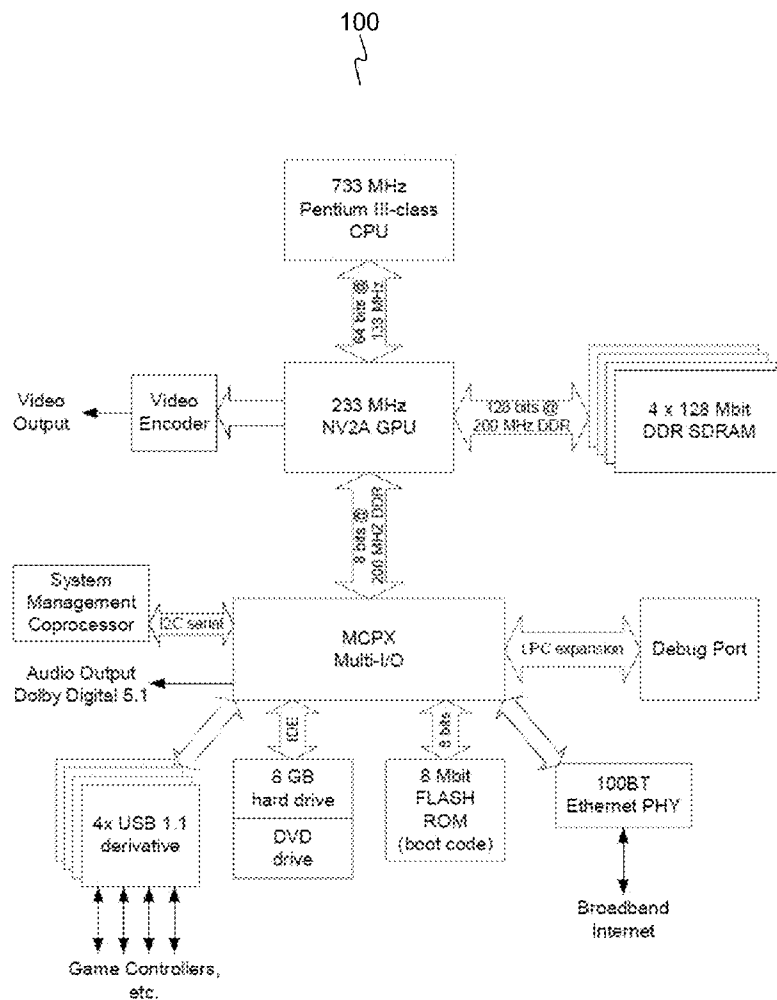 100
733 MHz
Pentium III-class
CPU
64 bits @
133 MHz
Video
Output
Video
Encoder
233 MHz
NV2A GPU
128 bits @
200 MHz DDR
4 x 128 Mbit
DDR SDRAM
8 bits @
200 MHZ DDR
System
Management
Coprocessor
I2C serial
MCPX
Multi-I/O
LPC expansion
Debug Port
Audio Output
Dolby Digital 5.1
IDE
8 bits
4x USB 1.1
derivative
8 GB
hard drive
DVD
drive
8 Mbit
FLASH
ROM
(boot code)
100BT
Ethernet PHY
Broadband
Internet
Game Controllers,
etc.